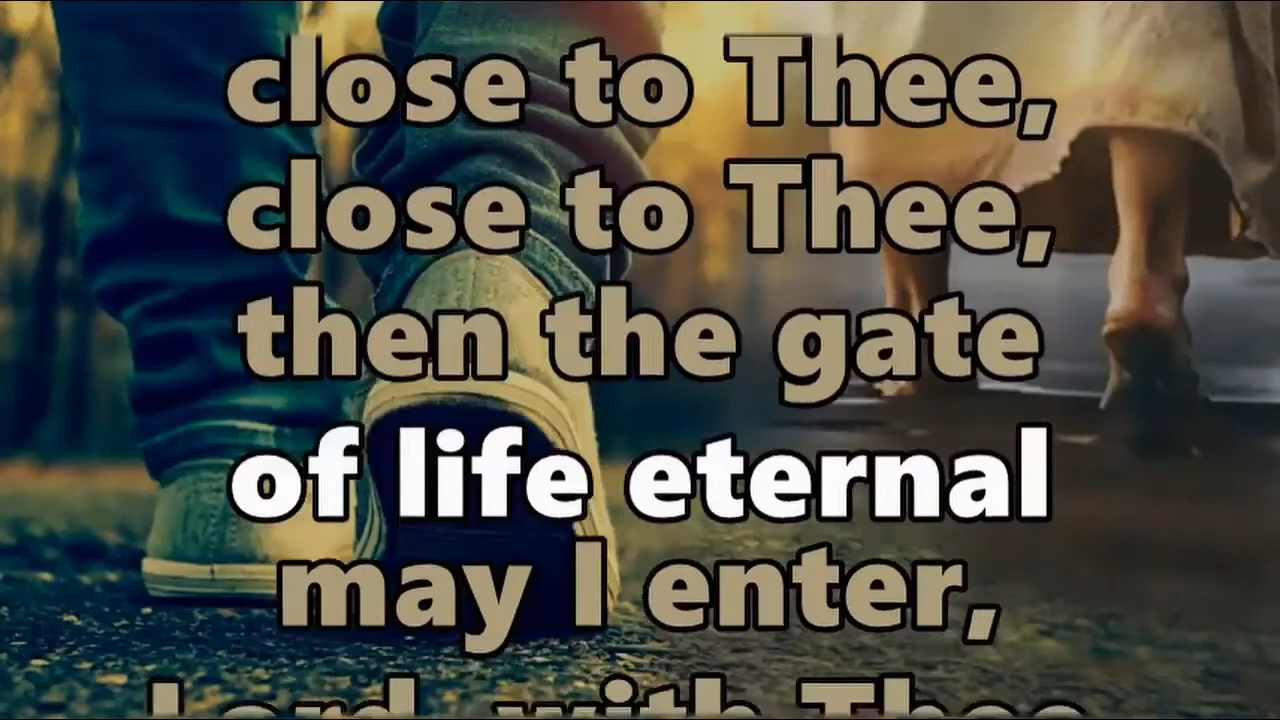 close to Thee,
close to Thee,
then the gate
of life eternal
may I enter,
Lord, with Thee